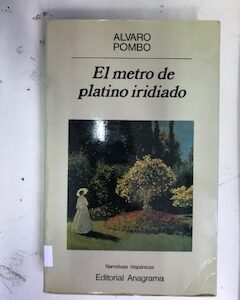 ALVARO
POMBO
El metro de
platino iridiado
Narrativas hispánicas
Editorial Anagrama